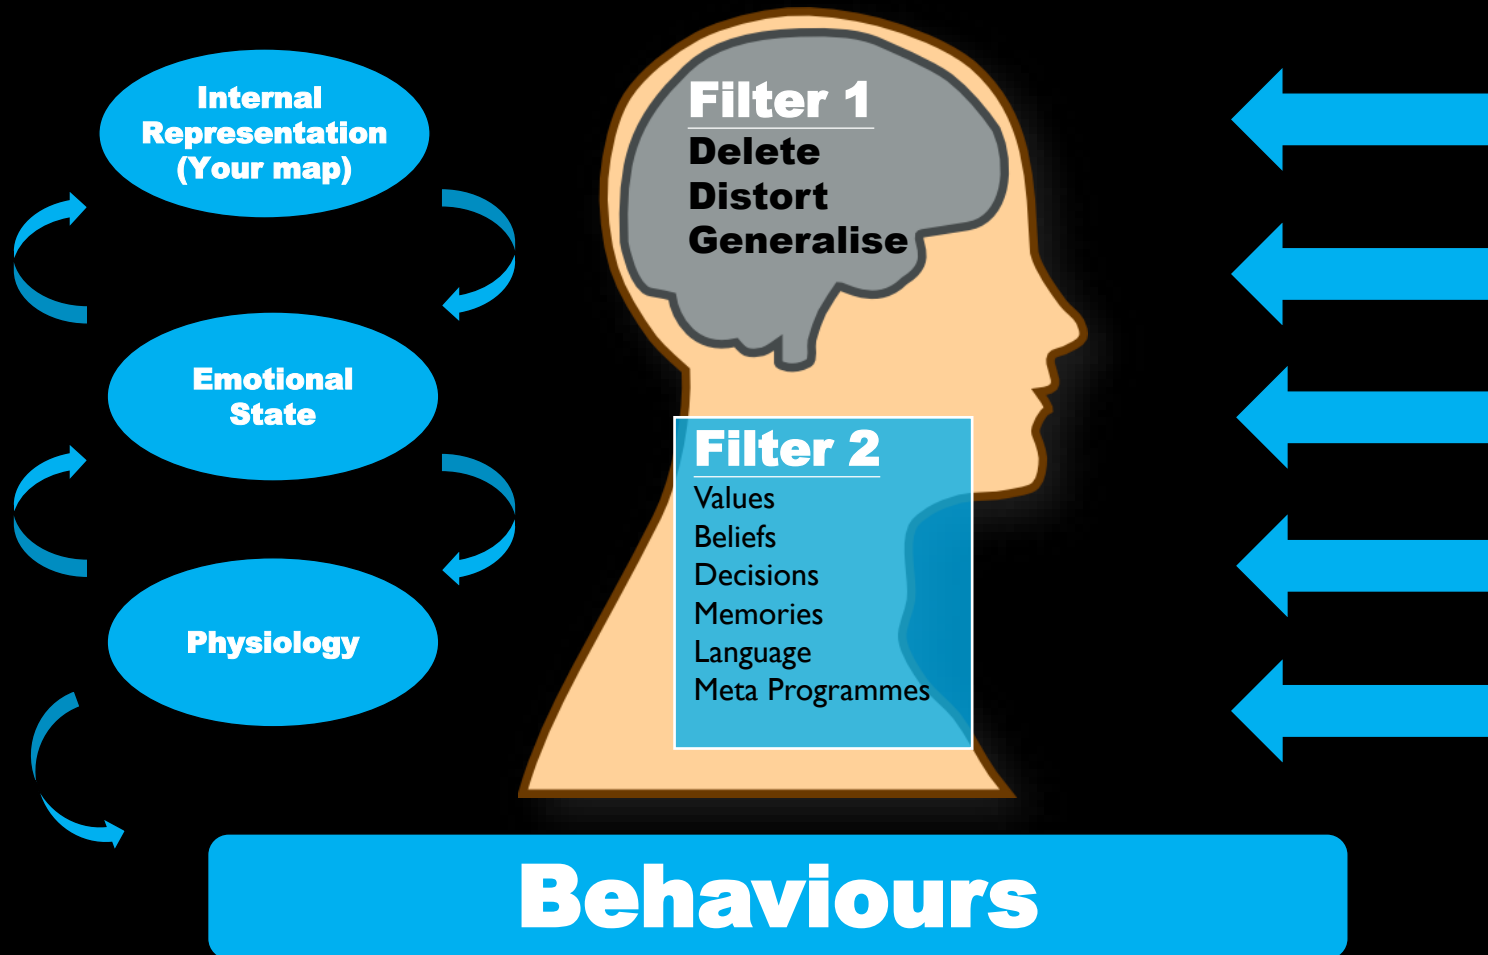 Internal
Representation
(Your map)
Emotional
State
Physiology
Filter 1
Delete
Distort
Generalise
Filter 2
Values
Beliefs
Decisions
Memories
Language
Meta Programmes
Behaviours